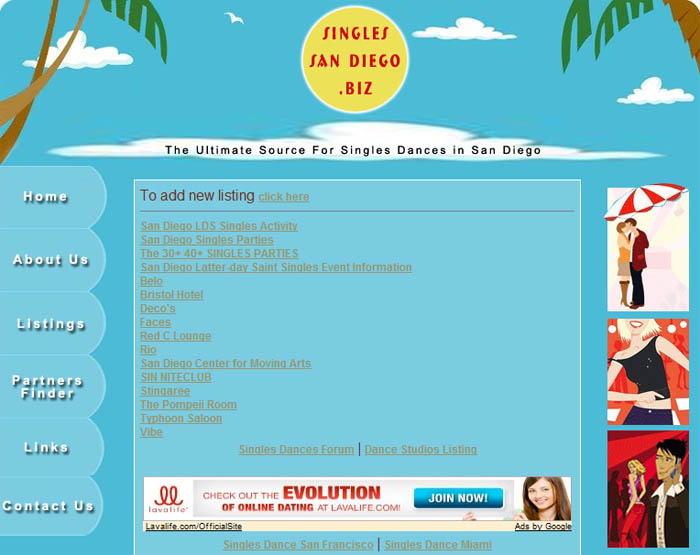 SINGLES
SAN DIEGO
.BIZ
The Ultimate Source For Singles Dances in San Diego
Home
About Us
Listings
Partners
Finder
Links
Contact Us
To add new listing click here
San Diego LDS Singles Activity
San Diego Singles Parties
The 30+ 40+ SINGLES PARTIES
San Diego Latter-day Saint Singles Event Information
Belo
Bristol Hotel
Deco's
Faces
Red C Lounge
Rio
San Diego Center for Moving Arts
SIN NITECLUB
Stingaree
The Pompeii Room
Typhoon Saloon
Vibe
Singles Dances Forum | Dance Studios Listing
lavalife
CHECK OUT THE EVOLUTION
OF ONLINE DATING AT LAVALIFE.COM!
JOIN NOW!
Lavalife.com/OfficialSite
Ads by Google
Singles Dance San Francisco | Singles Dance Miami